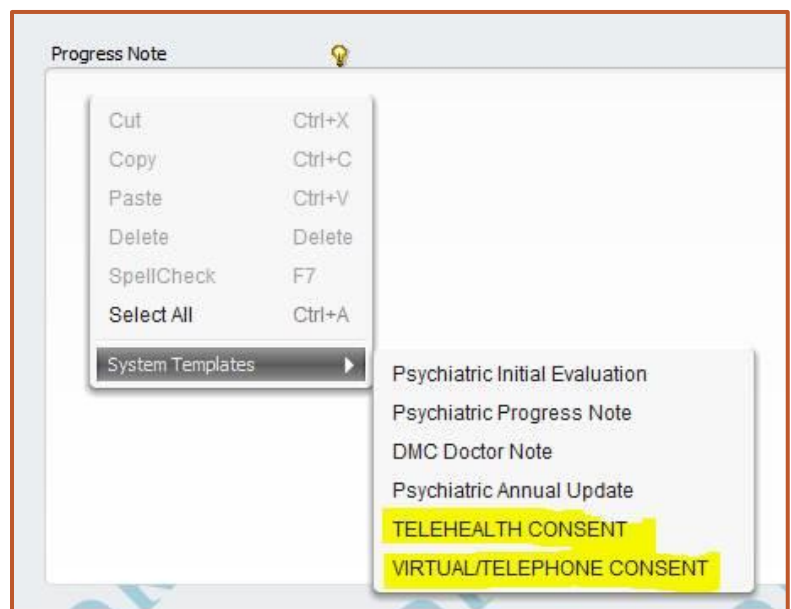 Progress Note
Cut Ctrl+X
Copy Ctrl+C
Paste Ctrl+V
Delete Delete
SpellCheck F7
Select All Ctrl+A
System Templates
Psychiatric Initial Evaluation
Psychiatric Progress Note
DMC Doctor Note
Psychiatric Annual Update
TELEHEALTH CONSENT
VIRTUAL/TELEPHONE CONSENT